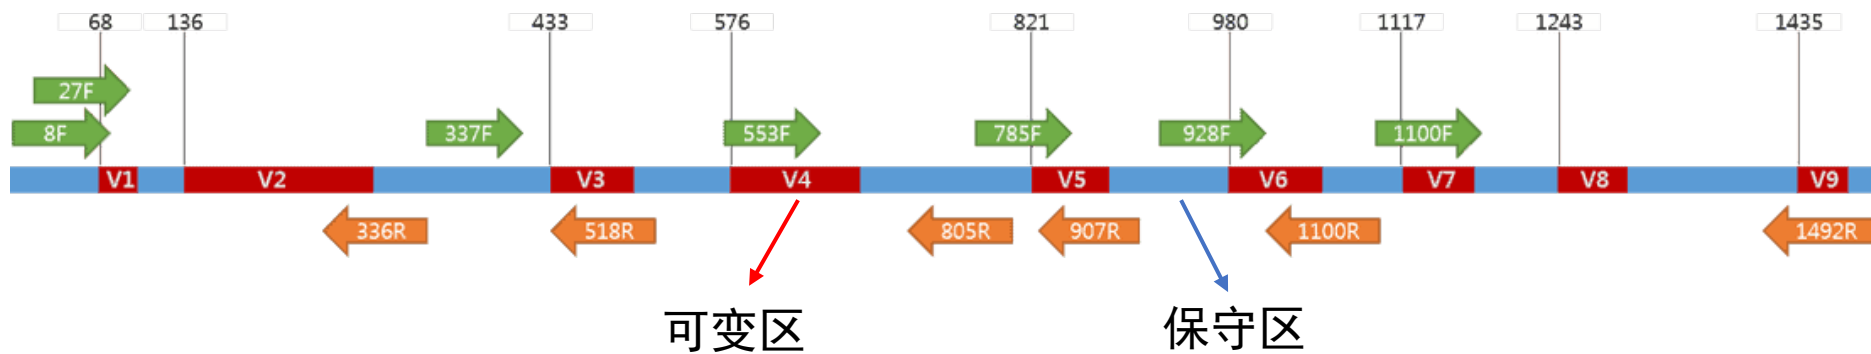 68 136 433 576 821 980 1117 1243 1435
27F
8F 337F 553F 785F 928F 1100F
V1 V2 V3 V4 V5 V6 V7 V8 V9
336R 518R 805R 907R 1100R 1492R
可变区 保守区